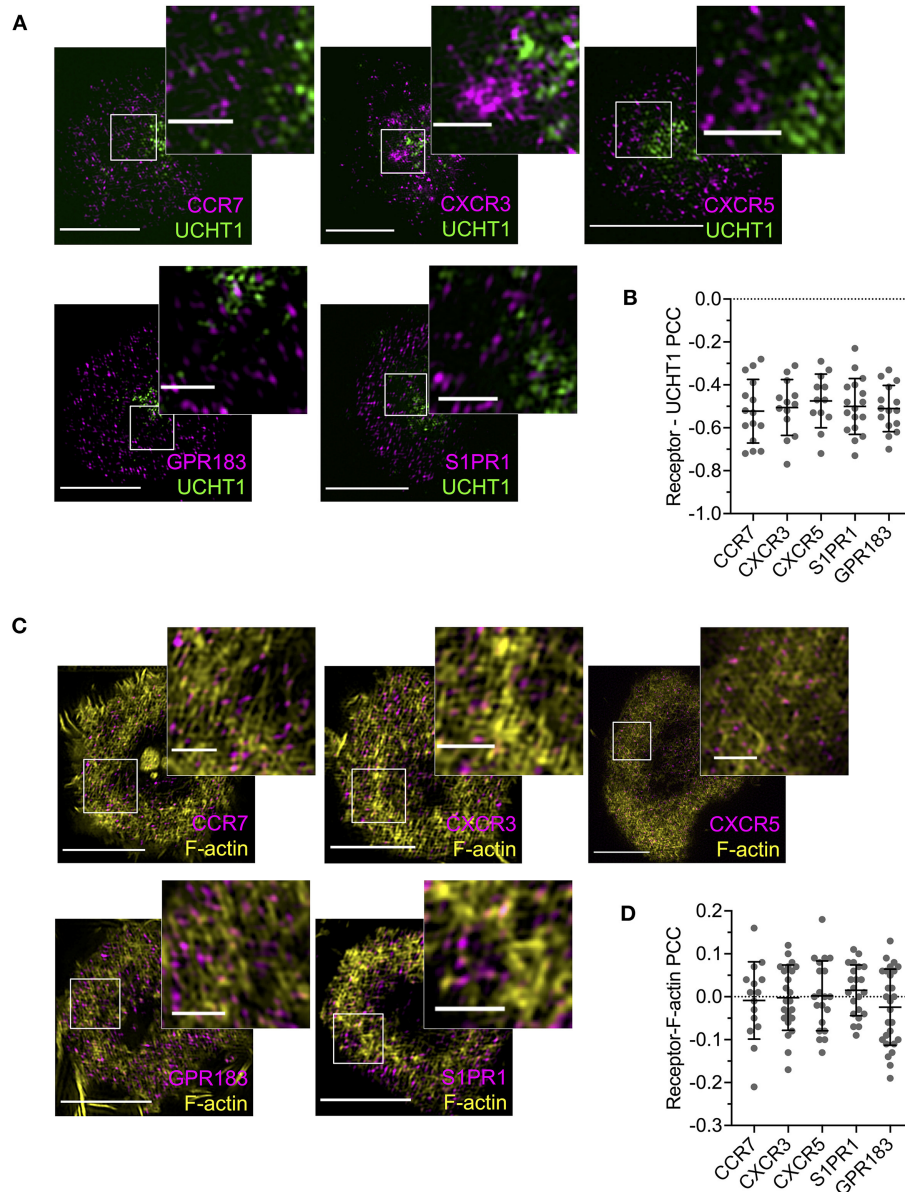 A
CCR7
UCHT1
CXCR3
UCHT1
CXCR5
UCHT1
GPR183
UCHT1
S1PR1
UCHT1
B
Receptor - UCHT1 PCC
0.0
-0.2
-0.4
-0.6
-0.8
-1.0
CCR7
CXCR3
CXCR5
S1PR1
GPR183
C
CCR7
F-actin
CXCR3
F-actin
CXCR5
F-actin
GPR183
F-actin
S1PR1
F-actin
D
Receptor-F-actin PCC
0.2
0.1
0.0
-0.1
-0.2
-0.3
CCR7
CXCR3
CXCR5
S1PR1
GPR183